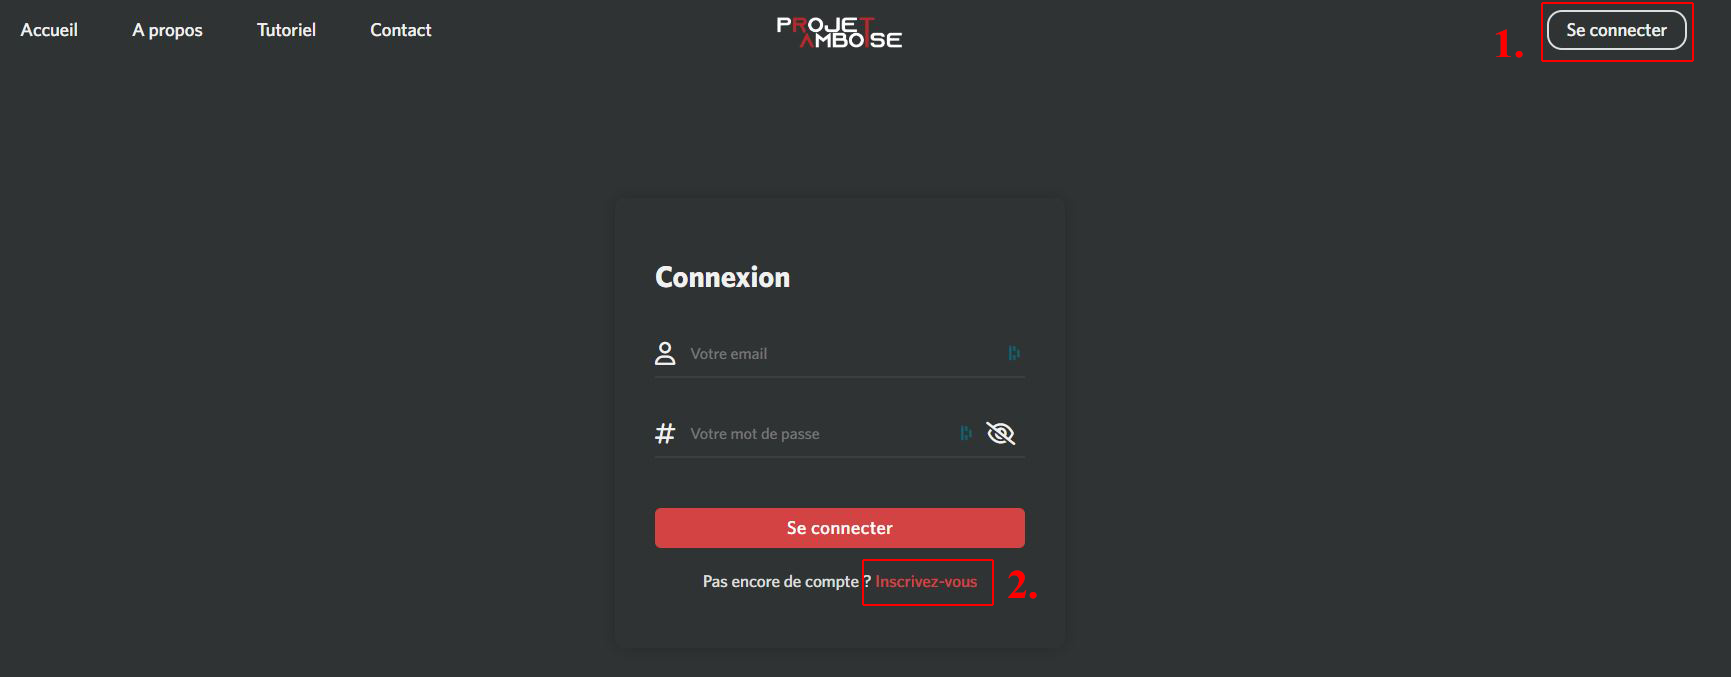 Accueil A propos Tutoriel Contact
PROJET
AMBOISE
1. Se connecter
Connexion
Votre email
# Votre mot de passe
Se connecter
Pas encore de compte ? Inscrivez-vous 2.